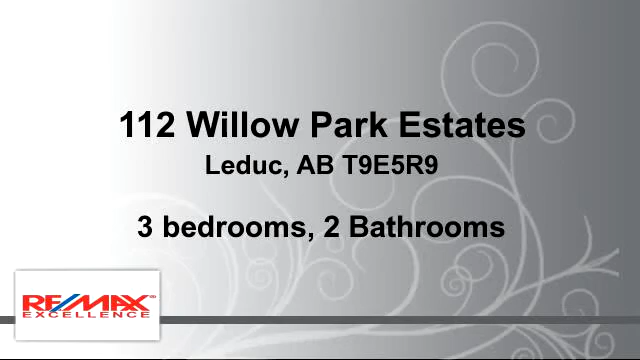 112 Willow Park Estates
Leduc, AB T9E5R9
3 bedrooms, 2 Bathrooms
RE/MAX
EXCELLENCE